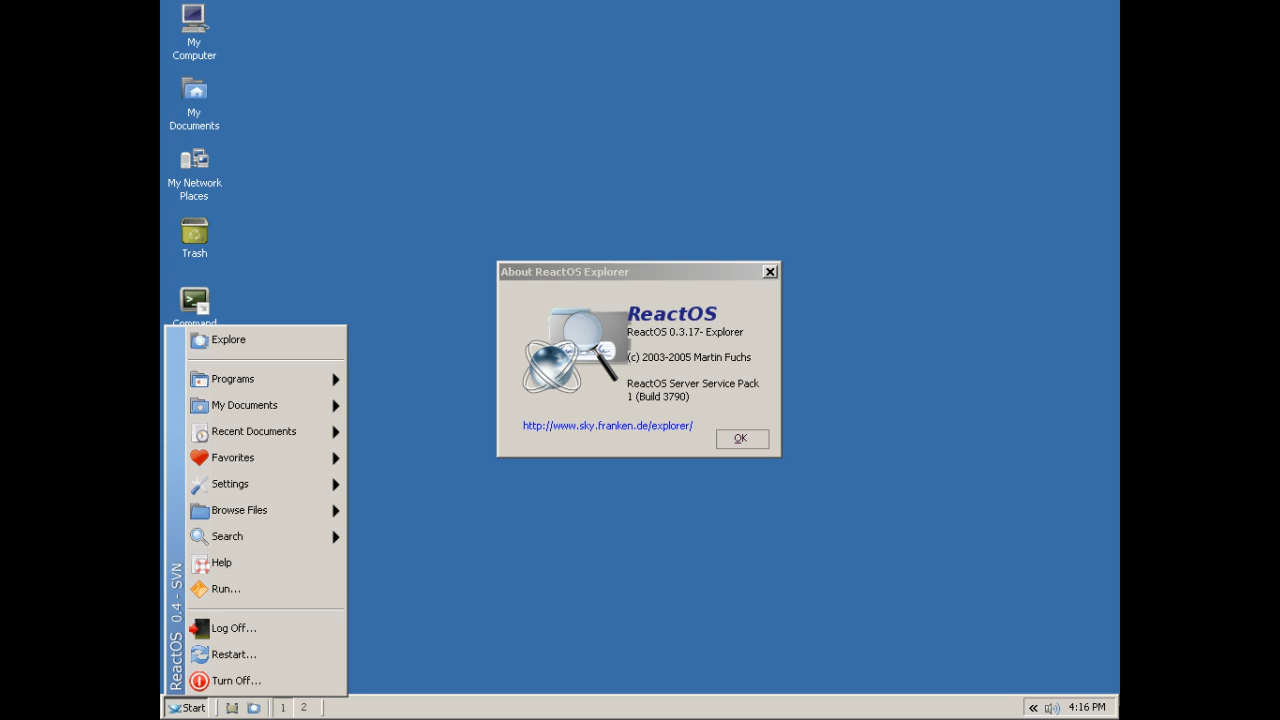 My
Computer
My
Documents
My Network
Places
Trash
Command
About ReactOS Explorer
ReactOS
ReactOS 0.3.17- Explorer
(c) 2003-2005 Martin Fuchs
ReactOS Server Service Pack
1 (Build 3790)
http://www.sky.franken.de/explorer/
OK
Explore
Programs
My Documents
Recent Documents
Favorites
Settings
Browse Files
Search
Help
Run...
Log Off...
Restart...
Turn Off...
ReactOS 0.4 - SVN
Start
1
2
4:16 PM